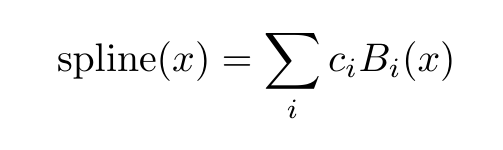 spline(x) = ∑_i c_i B_i(x)